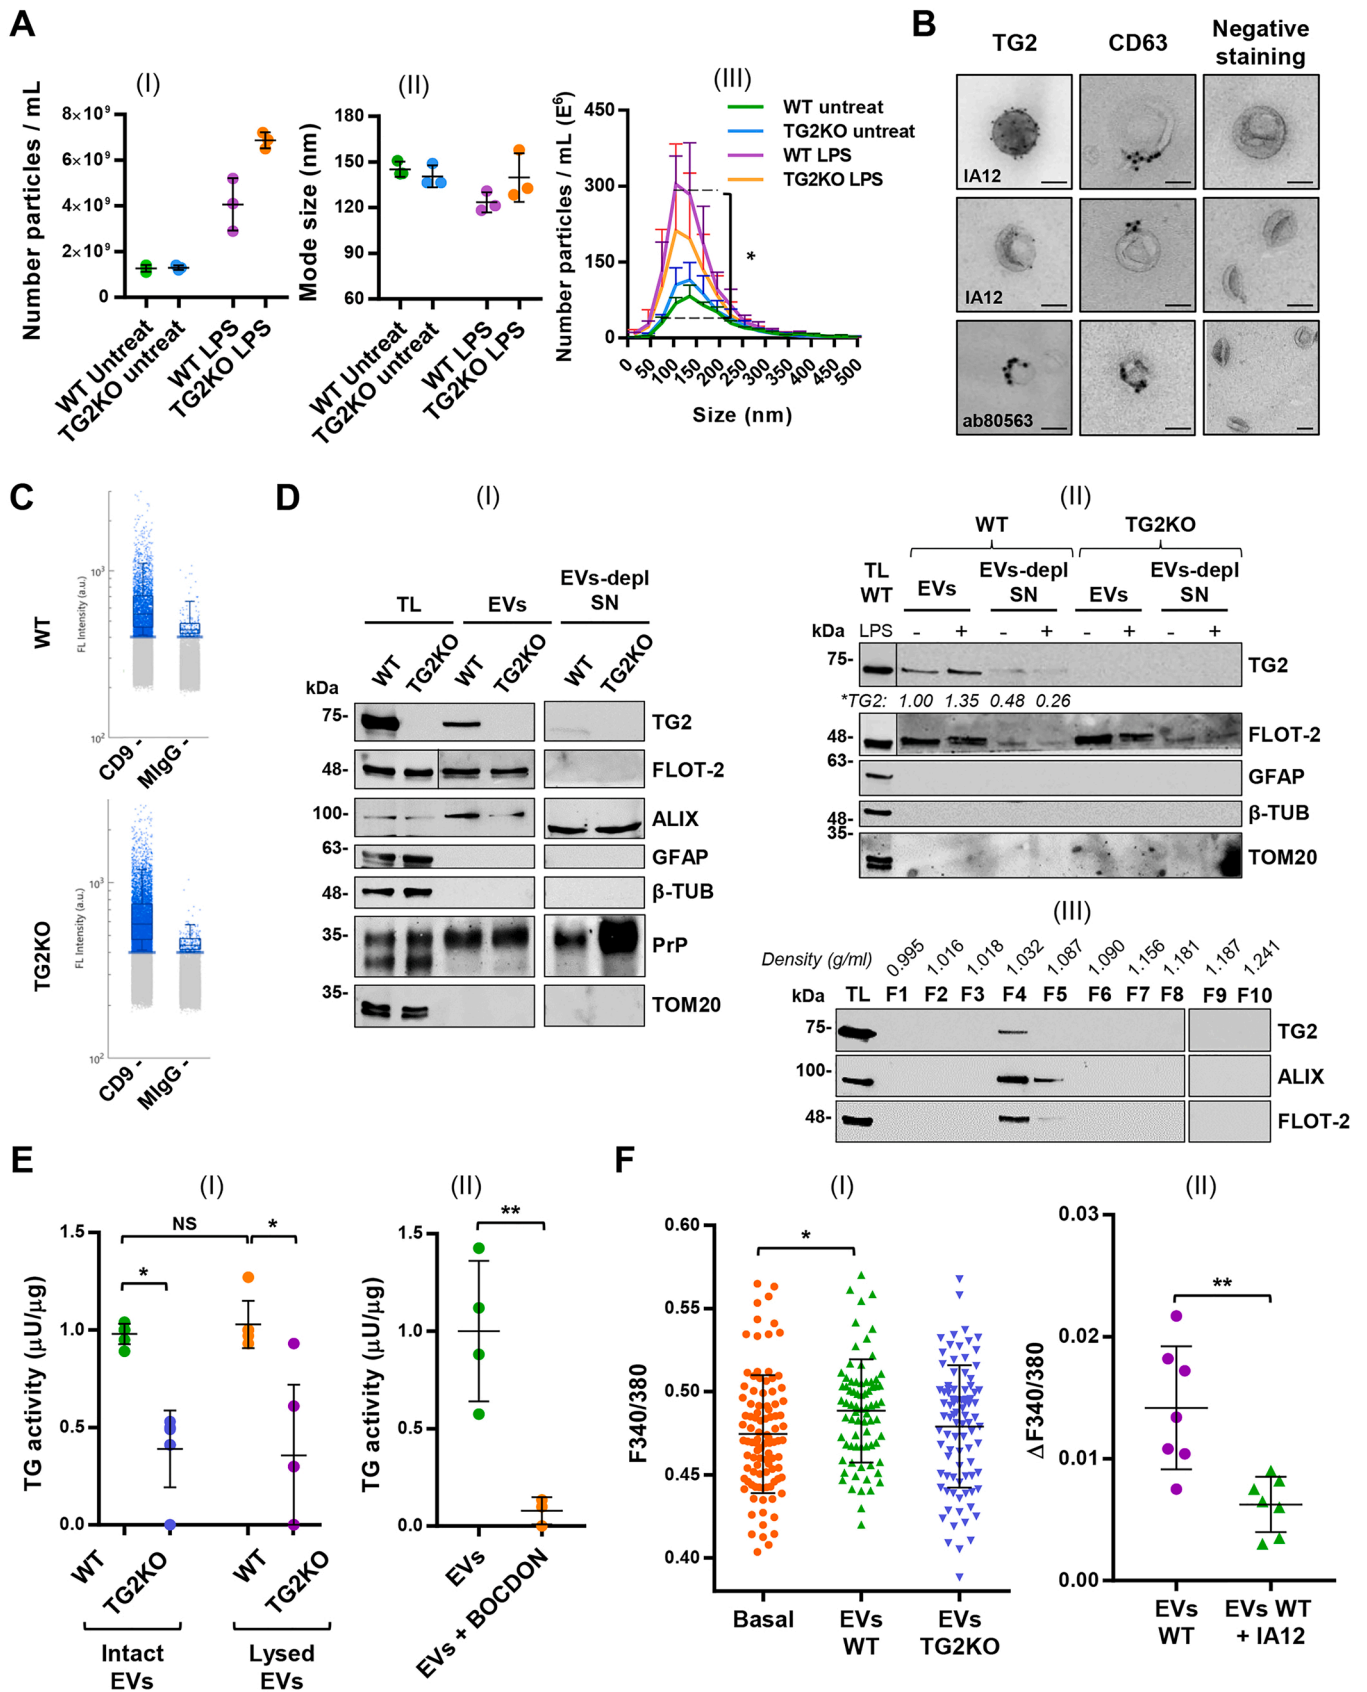 A
(I)
Number particles / mL
8×10⁹
6×10⁹
4×10⁹
2×10⁹
0
WT Untreat
TG2KO untreat
WT LPS
TG2KO LPS
(II)
Mode size (nm)
180
150
120
90
60
WT Untreat
TG2KO untreat
WT LPS
TG2KO LPS
(III)
Number particles / mL (E⁶)
450
300
150
0
WT untreat
TG2KO untreat
WT LPS
TG2KO LPS
*
0 50 100 150 200 250 300 350 400 450 500
Size (nm)
B
TG2 CD63 Negative staining
IA12
IA12
ab80563
C
WT
FL Intensity (a.u.)
10³
10²
CD9 MIgG
TG2KO
FL Intensity (a.u.)
10³
10²
CD9 MIgG
D
(I)
TL EVs EVs-depl SN
WT TG2KO WT TG2KO WT TG2KO
kDa
75- TG2
48- FLOT-2
100- ALIX
63- GFAP
48- β-TUB
35- PrP
35- TOM20
(II)
WT TG2KO
TL WT EVs EVs-depl SN EVs EVs-depl SN
kDa LPS - + - + - + - +
75- TG2
*TG2: 1.00 1.35 0.48 0.26
48- FLOT-2
63- GFAP
48- β-TUB
35- TOM20
(III)
Density (g/ml) 0.995 1.016 1.018 1.032 1.087 1.090 1.156 1.181 1.187 1.241
kDa TL F1 F2 F3 F4 F5 F6 F7 F8 F9 F10
75- TG2
100- ALIX
48- FLOT-2
E
(I)
TG activity (μU/μg)
1.5
1.0
0.5
0.0
NS
*
*
WT TG2KO WT TG2KO
Intact EVs
Lysed EVs
(II)
TG activity (μU/μg)
1.5
1.0
0.5
0.0
**
EVs
EVs + BOCDON
F
(I)
F340/380
0.60
0.55
0.50
0.45
0.40
*
Basal
EVs WT
EVs TG2KO
(II)
ΔF340/380
0.03
0.02
0.01
0.00
**
EVs WT
EVs WT + IA12